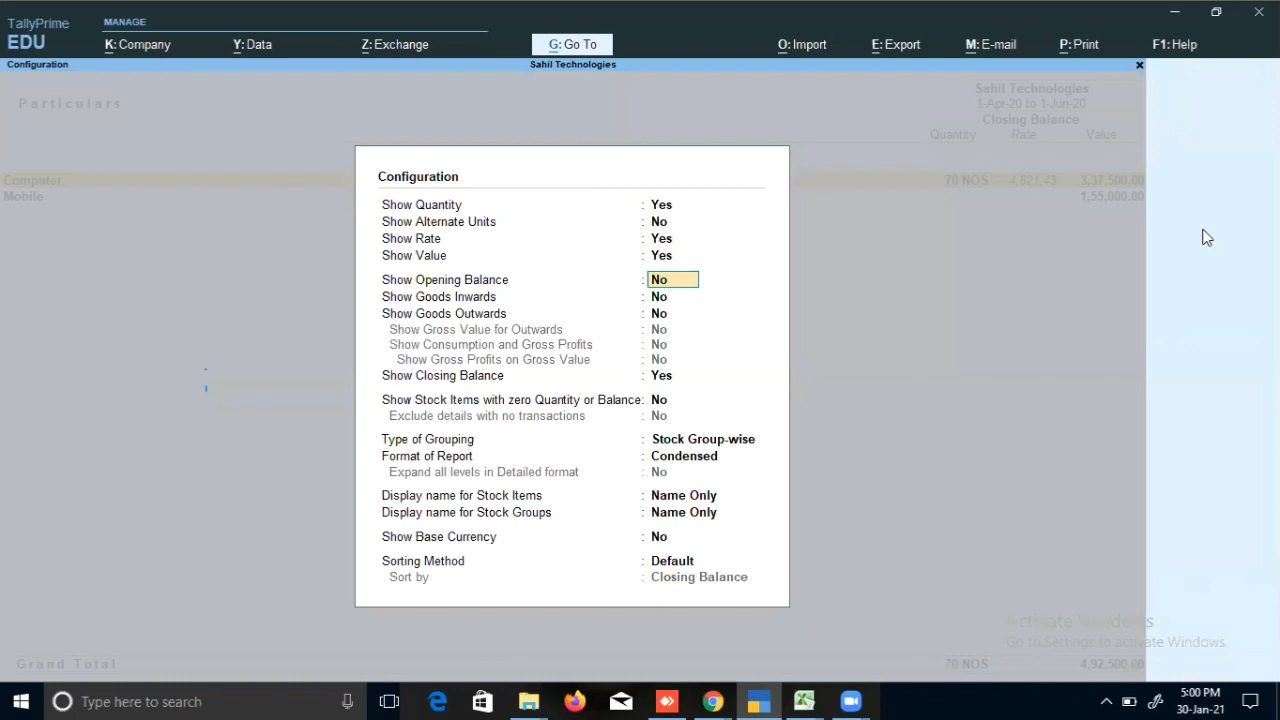 TallyPrime
EDU
MANAGE
K: Company
Y: Data
Z: Exchange
G: Go To
O: Import
E: Export
M: E-mail
P: Print
F1: Help
Configuration
Sahil Technologies
Particulars
Sahil Technologies
1-Apr-20 to 1-Jun-20
Closing Balance
Quantity Rate Value
Computer 70 NOS 4,821.43 3,37,500.00
Mobile 1,55,000.00
Configuration
Show Quantity : Yes
Show Alternate Units : No
Show Rate : Yes
Show Value : Yes
Show Opening Balance : No
Show Goods Inwards : No
Show Goods Outwards : No
Show Gross Value for Outwards : No
Show Consumption and Gross Profits : No
Show Gross Profits on Gross Value : No
Show Closing Balance : Yes
Show Stock Items with zero Quantity or Balance: No
Exclude details with no transactions : No
Type of Grouping : Stock Group-wise
Format of Report : Condensed
Expand all levels in Detailed format : No
Display name for Stock Items : Name Only
Display name for Stock Groups : Name Only
Show Base Currency : No
Sorting Method : Default
Sort by : Closing Balance
Activate Windows
Go to Settings to activate Windows.
Grand Total 70 NOS 4,92,500.00
Type here to search
5:00 PM
30-Jan-21